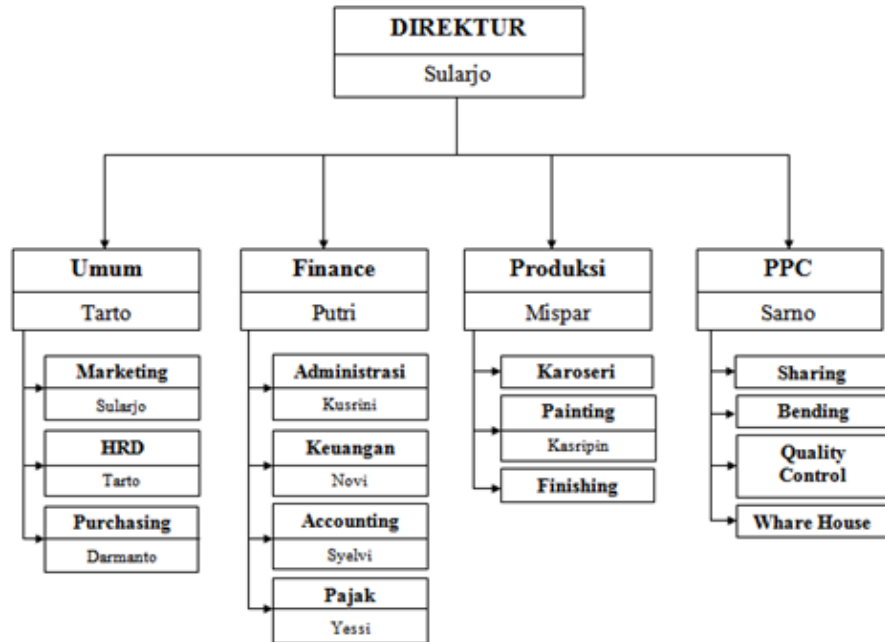 DIREKTUR
Sularjo
Umum
Tarto
Marketing
Sularjo
HRD
Tarto
Purchasing
Darmanto
Finance
Putri
Administrasi
Kusrini
Keuangan
Novi
Accounting
Syelvi
Pajak
Yessi
Produksi
Mispar
Karoseri
Painting
Kasripin
Finishing
PPC
Sarno
Sharing
Bending
Quality
Control
Whare House